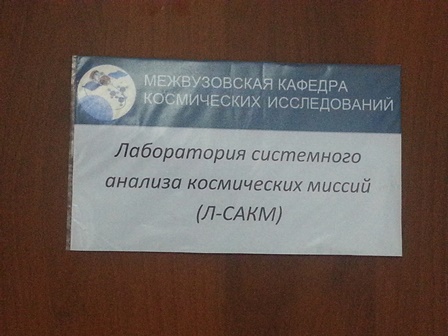 МЕЖВУЗОВСКАЯ КАФЕДРА
КОСМИЧЕСКИХ ИССЛЕДОВАНИЙ
Лаборатория системного
анализа космических миссий
(Л-САКМ)